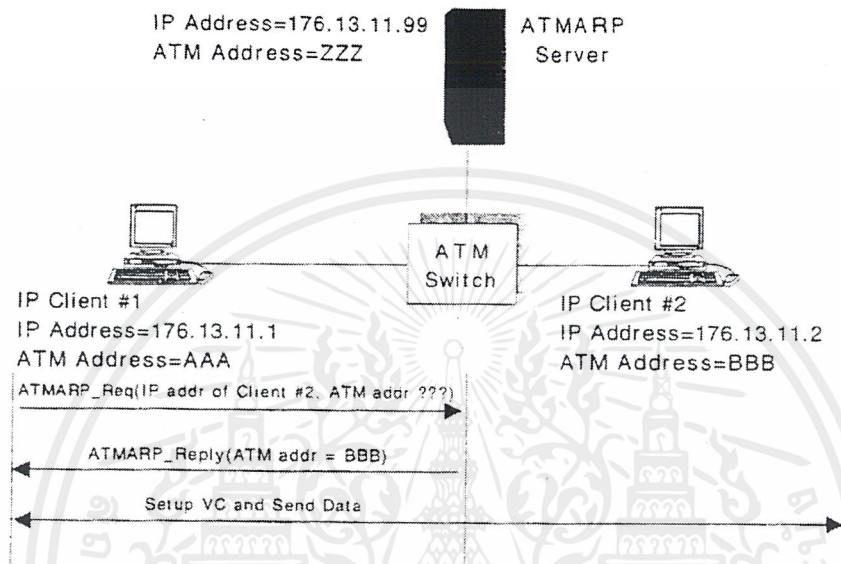 IP Address=176.13.11.99
ATM Address=ZZZ
ATMARP
Server
ATM
Switch
IP Client #1
IP Address=176.13.11.1
ATM Address=AAA
IP Client #2
IP Address=176.13.11.2
ATM Address=BBB
ATMARP_Req(IP addr of Client #2, ATM addr ???)
ATMARP_Reply(ATM addr = BBB)
Setup VC and Send Data